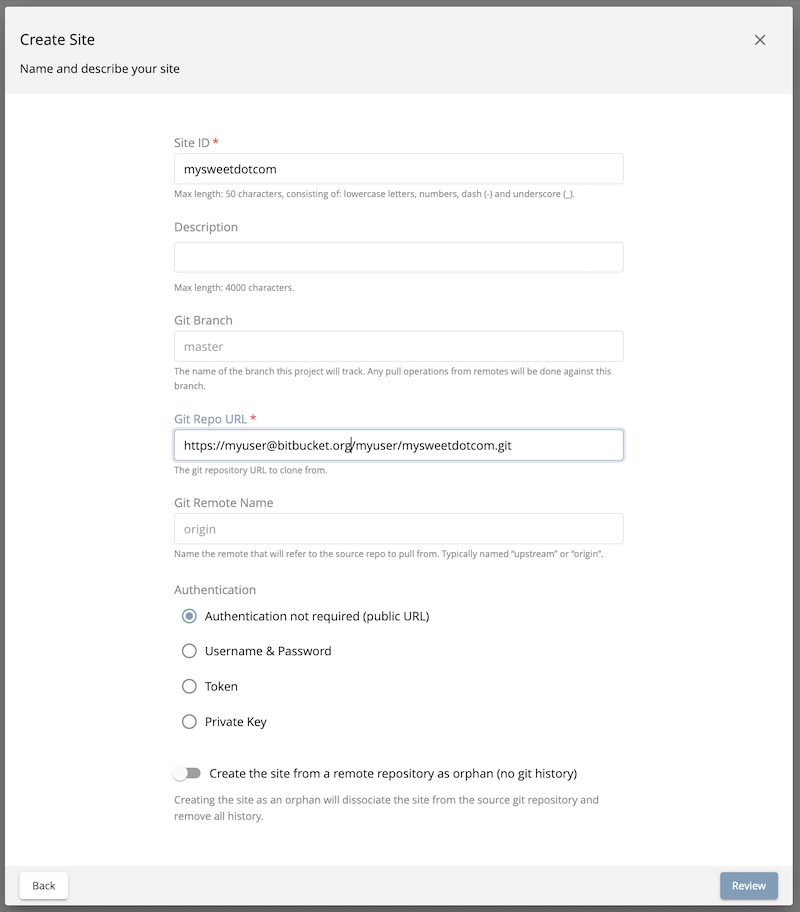 Create Site
Name and describe your site
Site ID *
mysweetdotcom
Max length: 50 characters, consisting of: lowercase letters, numbers, dash (-) and underscore (_).
Description
Max length: 4000 characters.
Git Branch
master
The name of the branch this project will track. Any pull operations from remotes will be done against this
branch.
Git Repo URL *
https://myuser@bitbucket.org/myuser/mysweetdotcom.git
The git repository URL to clone from.
Git Remote Name
origin
Name the remote that will refer to the source repo to pull from. Typically named “upstream” or “origin”.
Authentication
Authentication not required (public URL)
Username & Password
Token
Private Key
Create the site from a remote repository as orphan (no git history)
Creating the site as an orphan will dissociate the site from the source git repository and
remove all history.
Back
Review